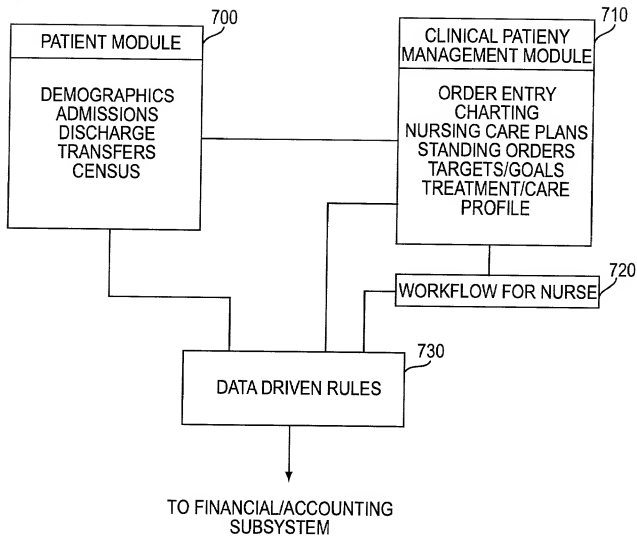 700
PATIENT MODULE
DEMOGRAPHICS
ADMISSIONS
DISCHARGE
TRANSFERS
CENSUS
710
CLINICAL PATIENY
MANAGEMENT MODULE
ORDER ENTRY
CHARTING
NURSING CARE PLANS
STANDING ORDERS
TARGETS/GOALS
TREATMENT/CARE
PROFILE
720
WORKFLOW FOR NURSE
730
DATA DRIVEN RULES
TO FINANCIAL/ACCOUNTING
SUBSYSTEM